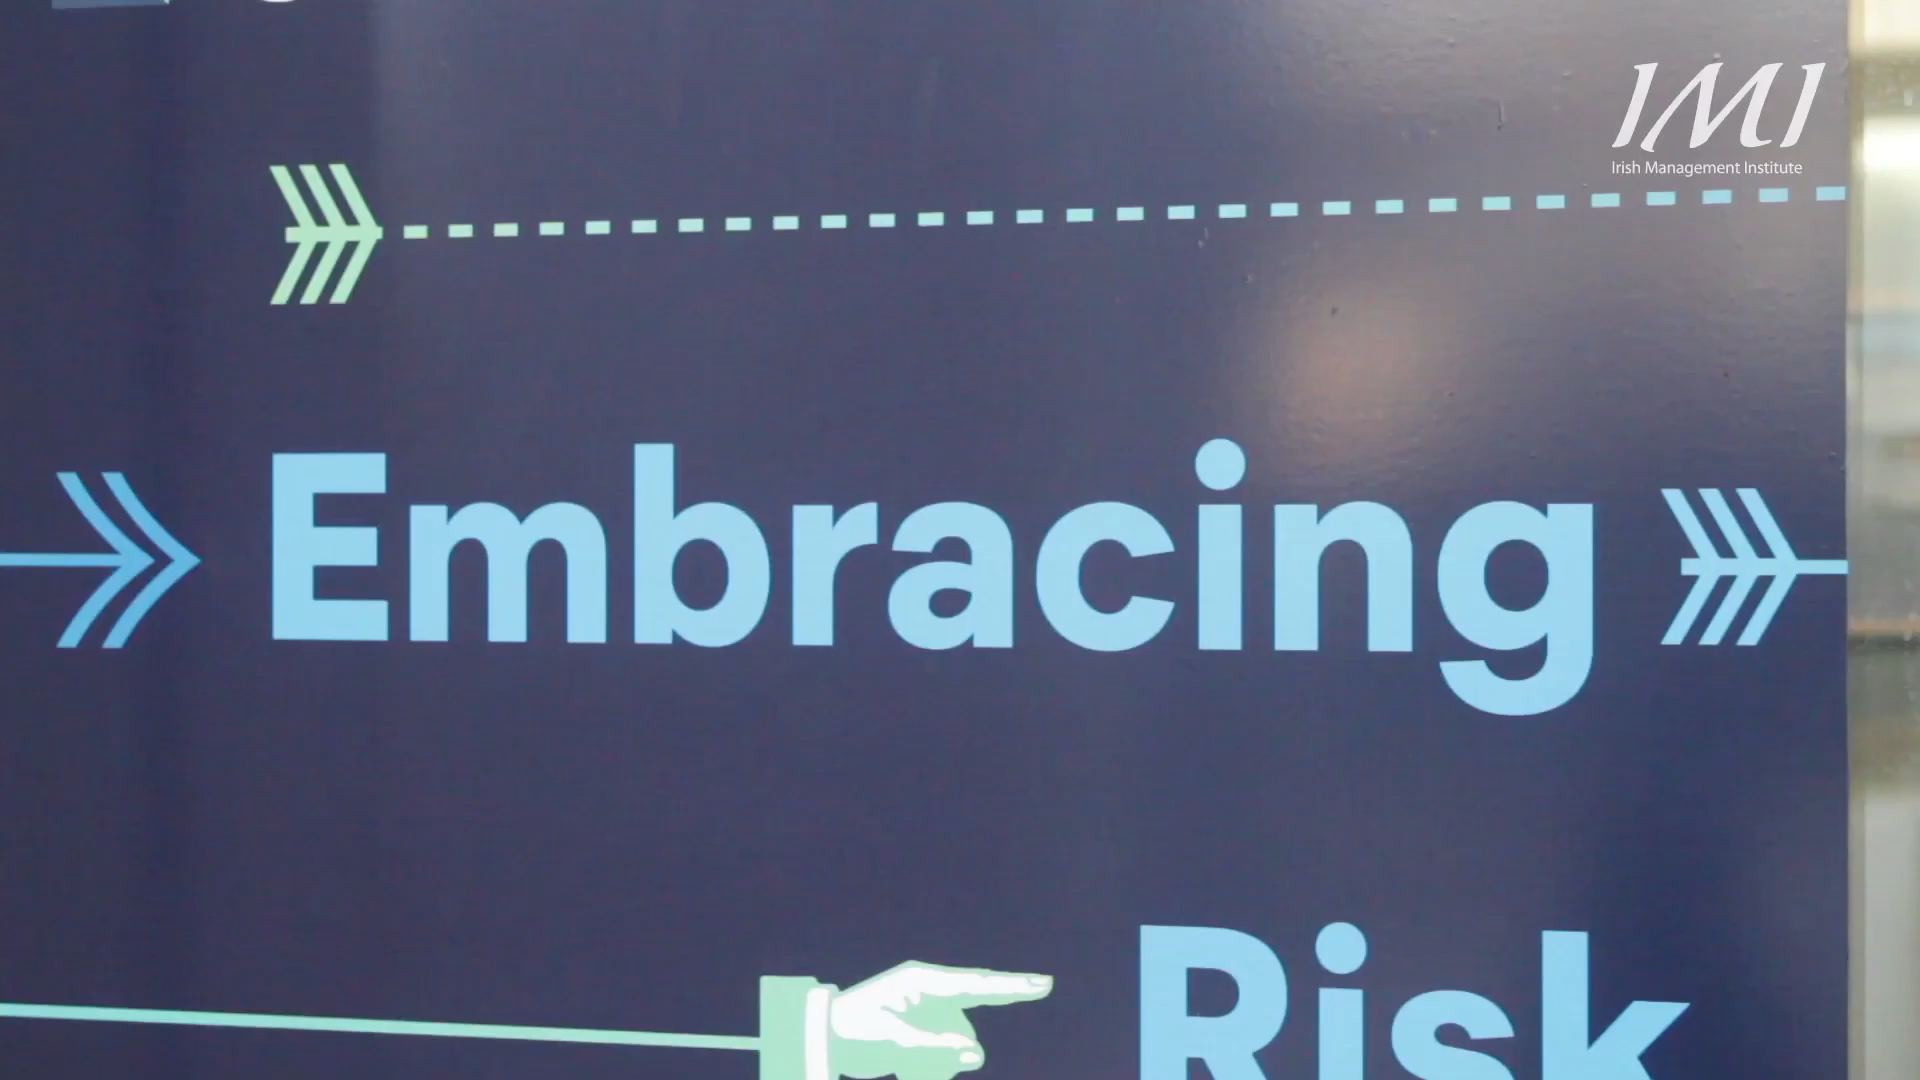 IMI
Irish Management Institute
Embracing
Risk